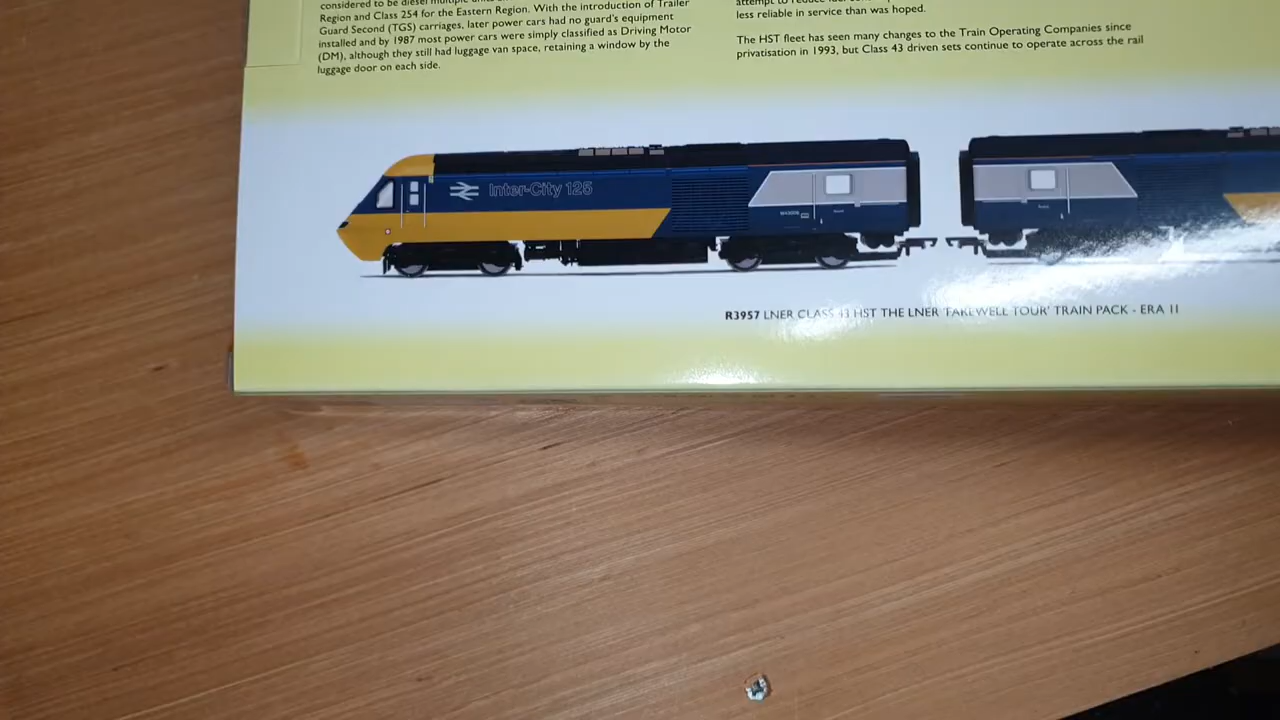 considered to be diesel multiple
Region and Class 254 for the Eastern Region. With the introduction of Trailer
Guard Second (TGS) carriages, later power cars had no guard's equipment
installed and by 1987 most power cars were simply classified as Driving Motor
(DM), although they still had luggage van space, retaining a window by the
luggage door on each side.
attempt to reduce
less reliable in service than was hoped.
The HST fleet has seen many changes to the Train Operating Companies since
privatisation in 1993, but Class 43 driven sets continue to operate across the rail
Inter-City 125
R3957 LNER CLASS 43 HST THE LNER 'FAREWELL TOUR' TRAIN PACK - ERA 11